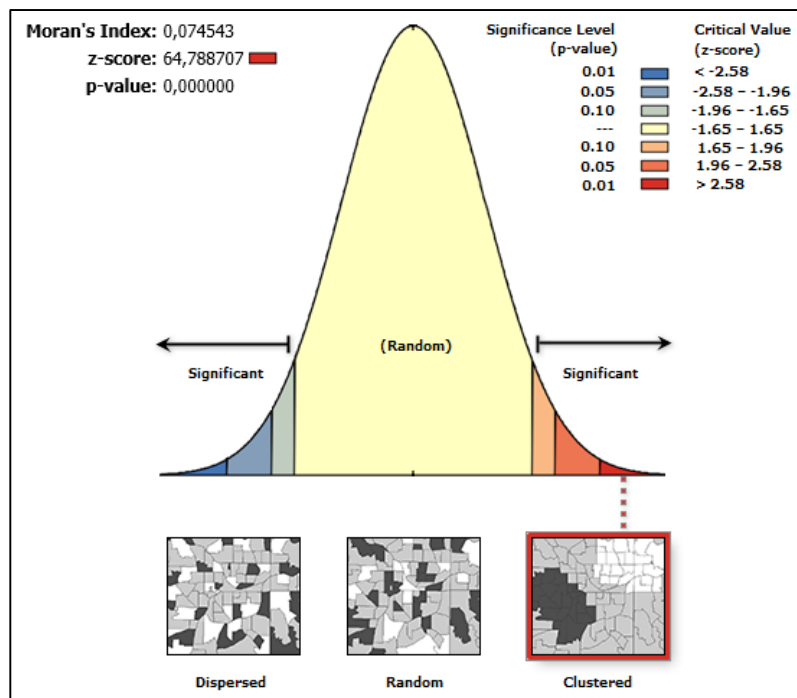 Moran's Index: 0,074543
z-score: 64,788707
p-value: 0,000000
Significance Level
(p-value)
Critical Value
(z-score)
0.01 < -2.58
0.05 -2.58 – -1.96
0.10 -1.96 – -1.65
--- -1.65 – 1.65
0.10 1.65 – 1.96
0.05 1.96 – 2.58
0.01 > 2.58
(Random)
Significant
Significant
Dispersed
Random
Clustered